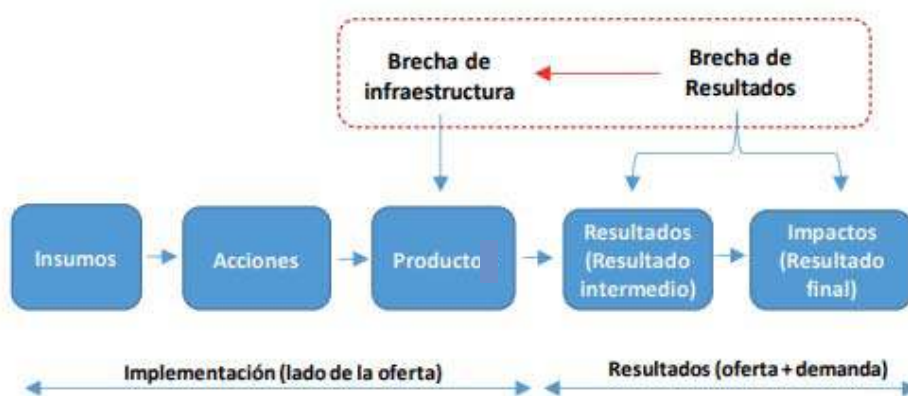 Brecha de
infraestructura
Brecha de
Resultados
Insumos
Acciones
Producto
Resultados
(Resultado
intermedio)
Impactos
(Resultado
final)
Implementación (lado de la oferta)
Resultados (oferta + demanda)